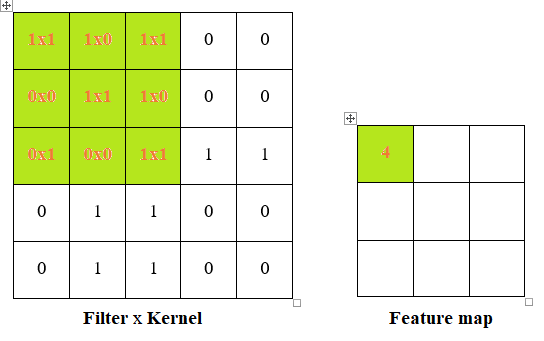 1x1 1x0 1x1 0 0
0x0 1x1 1x0 0 0
0x1 0x0 1x1 1 1
0 1 1 0 0
0 1 1 0 0
Filter x Kernel
4
Feature map